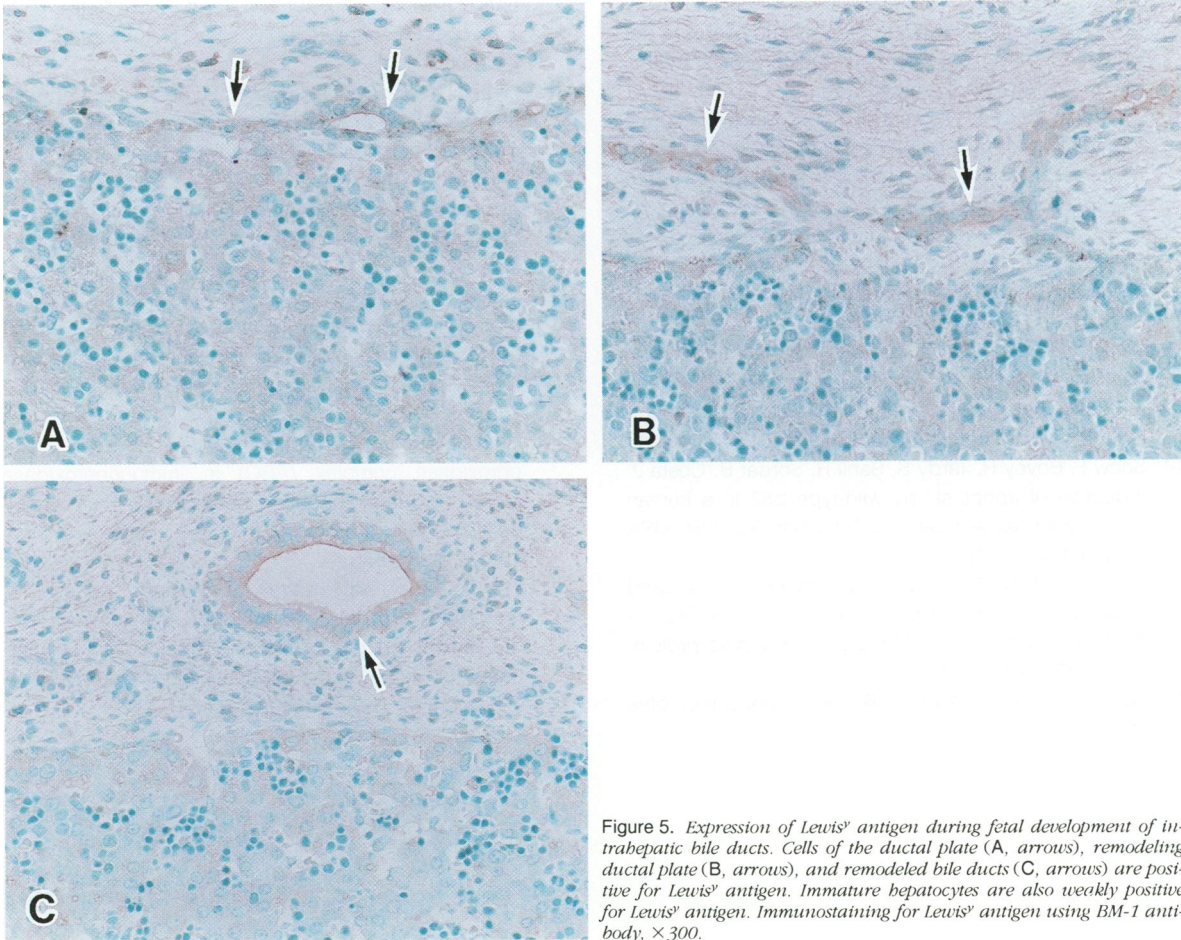 A
B
C
Figure 5. Expression of Lewisʸ antigen during fetal development of in-
trahepatic bile ducts. Cells of the ductal plate (A, arrows), remodeling
ductal plate (B, arrows), and remodeled bile ducts (C, arrows) are posi-
tive for Lewisʸ antigen. Immature hepatocytes are also weakly positive
for Lewisʸ antigen. Immunostaining for Lewisʸ antigen using BM-1 anti-
body, ×300.